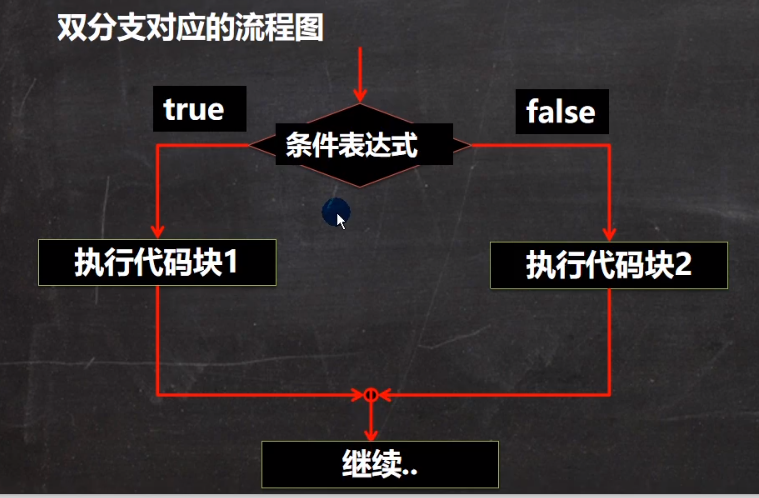 双分支对应的流程图
true
false
条件表达式
执行代码块1
执行代码块2
继续..